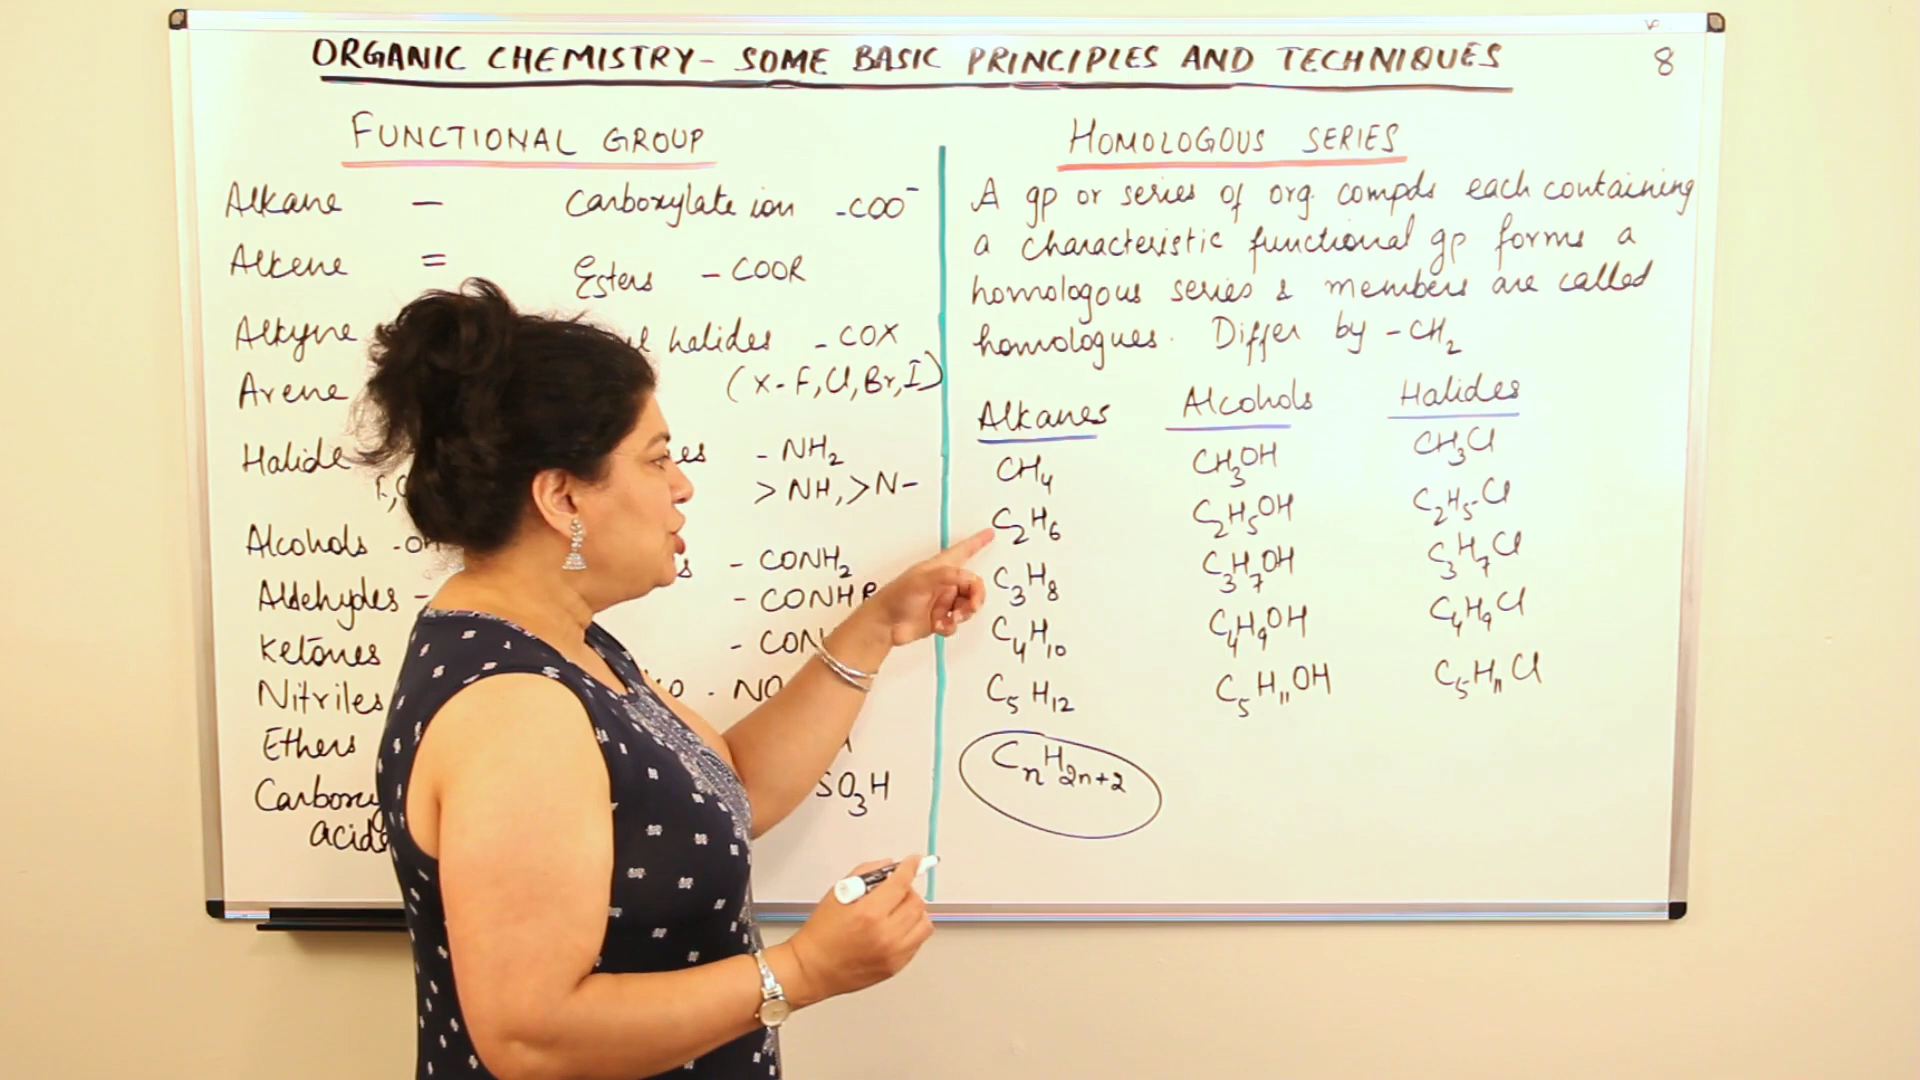 ORGANIC CHEMISTRY - SOME BASIC PRINCIPLES AND TECHNIQUES
8
FUNCTIONAL GROUP
Alkane –
Alkene =
Alkyne
Arene
Halide
Alcohols -OH
Aldehydes -
Ketones
Nitriles
Ethers
acids
Carboxylate ion -COO⁻
Esters - COOR
halides - COX
(X - F, Cl, Br, I)
- NH₂
>NH, >N-
- CONH₂
- CONHR
- CON
- NO
SO₃H
HOMOLOGOUS SERIES
A gp or series of org. compds each containing
a characteristic functional gp forms a
homologous series & members are called
homologues. Differ by -CH₂
Alkanes Alcohols Halides
CH₄ CH₃OH CH₃Cl
C₂H₆ C₂H₅OH C₂H₅-Cl
C₃H₈ C₃H₇OH C₃H₇Cl
C₄H₁₀ C₄H₉OH C₄H₉Cl
C₅H₁₂ C₅H₁₁OH C₅H₁₁Cl
CₙH₂ₙ₊₂